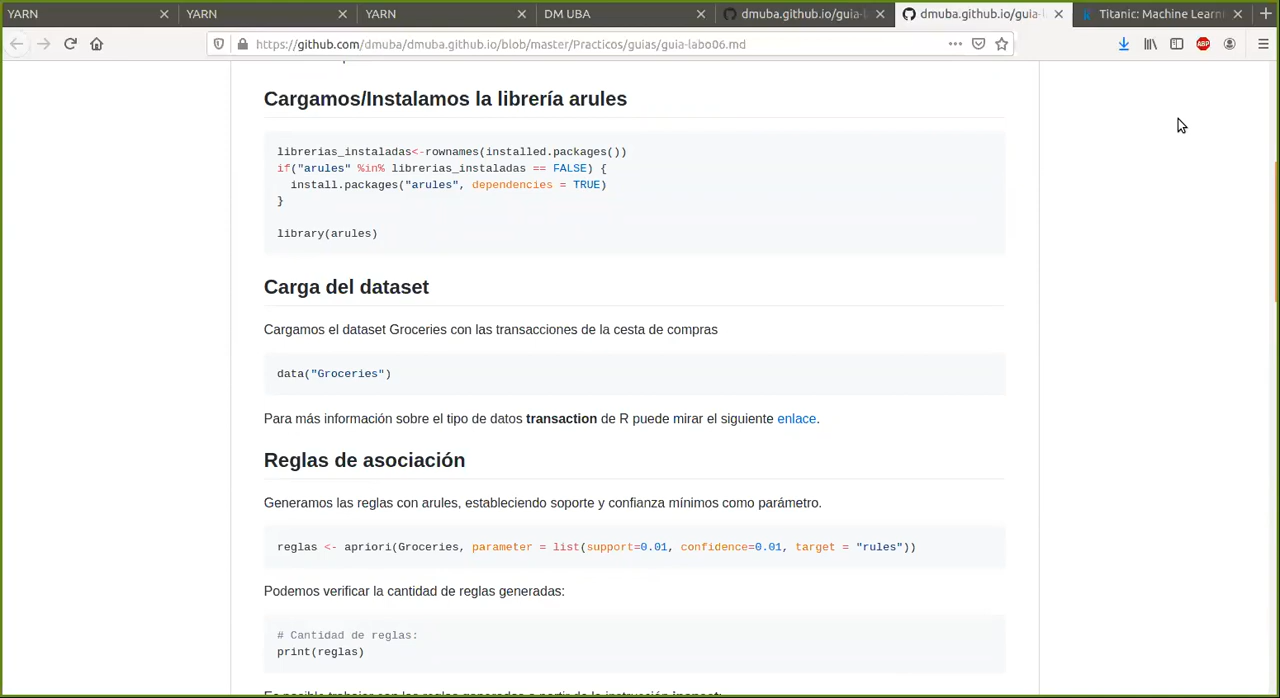 YARN YARN YARN DM UBA dmuba.github.io/guia- dmuba.github.io/guia- Titanic: Machine Learni
https://github.com/dmuba/dmuba.github.io/blob/master/Practicos/guias/guia-labo06.md
ABP
Cargamos/Instalamos la librería arules
librerias_instaladas<-rownames(installed.packages())
if("arules" %in% librerias_instaladas == FALSE) {
install.packages("arules", dependencies = TRUE)
}
library(arules)
Carga del dataset
Cargamos el dataset Groceries con las transacciones de la cesta de compras
data("Groceries")
Para más información sobre el tipo de datos transaction de R puede mirar el siguiente enlace.
Reglas de asociación
Generamos las reglas con arules, estableciendo soporte y confianza mínimos como parámetro.
reglas <- apriori(Groceries, parameter = list(support=0.01, confidence=0.01, target = "rules"))
Podemos verificar la cantidad de reglas generadas:
# Cantidad de reglas:
print(reglas)